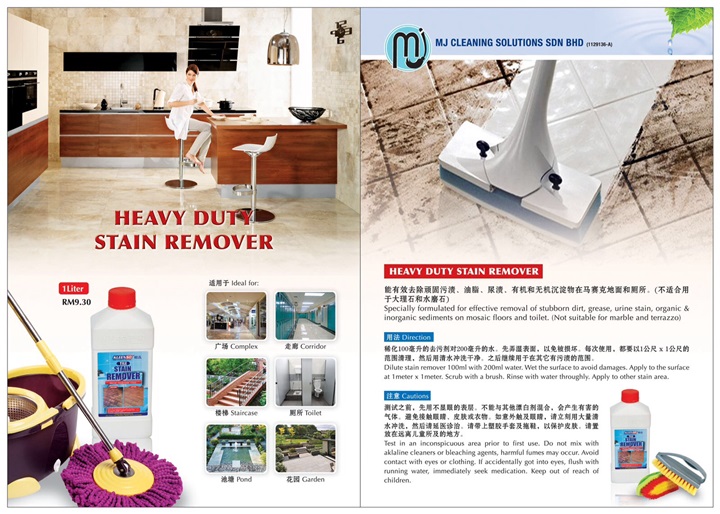 HEAVY DUTY
STAIN REMOVER
1Liter
RM9.30
STAIN
REMOVER
适用于 Ideal for:
广场 Complex
走廊 Corridor
楼梯 Staircase
厕所 Toilet
池塘 Pond
花园 Garden
mj
MJ CLEANING SOLUTIONS SDN BHD (1120136-A)
HEAVY DUTY STAIN REMOVER
能有效去除顽固污渍、油脂、尿渍、有机和无机沉淀物在马赛克地面和厕所。(不适合用
于大理石和水磨石)
Specially formulated for effective removal of stubborn dirt, grease, urine stain, organic &
inorganic sediments on mosaic floors and toilet. (Not suitable for marble and terrazzo)
用法 Direction
稀化100毫升的去污剂对200毫升的水。先弄湿表面，以免被损坏。每次使用，都要以1公尺 x 1公尺的
范围清理。然后用清水冲洗干净。之后继续用于在其它有污渍的范围。
Dilute stain remover 100ml with 200ml water. Wet the surface to avoid damages. Apply to the surface
at 1meter x 1meter. Scrub with a brush. Rinse with water throughly. Apply to other stain area.
注意 Cautions
测试之前，先用不显眼的表层。不能与其他漂白剂混合，会产生有害的
气体。避免接触眼睛、皮肤或衣物。如意外触及眼睛，请立刻用大量清
水冲洗，然后请延医诊治。请带上塑胶手套及拖鞋，以保护皮肤。请置
放在远离儿童所及的地方。
Test in an inconspicuous area prior to first use. Do not mix with
aklaline cleaners or bleaching agents, harmful fumes may occur. Avoid
contact with eyes or clothing. If accidentally got into eyes, flush with
running water, immediately seek medication. Keep out of reach of
children.
STAIN
REMOVER